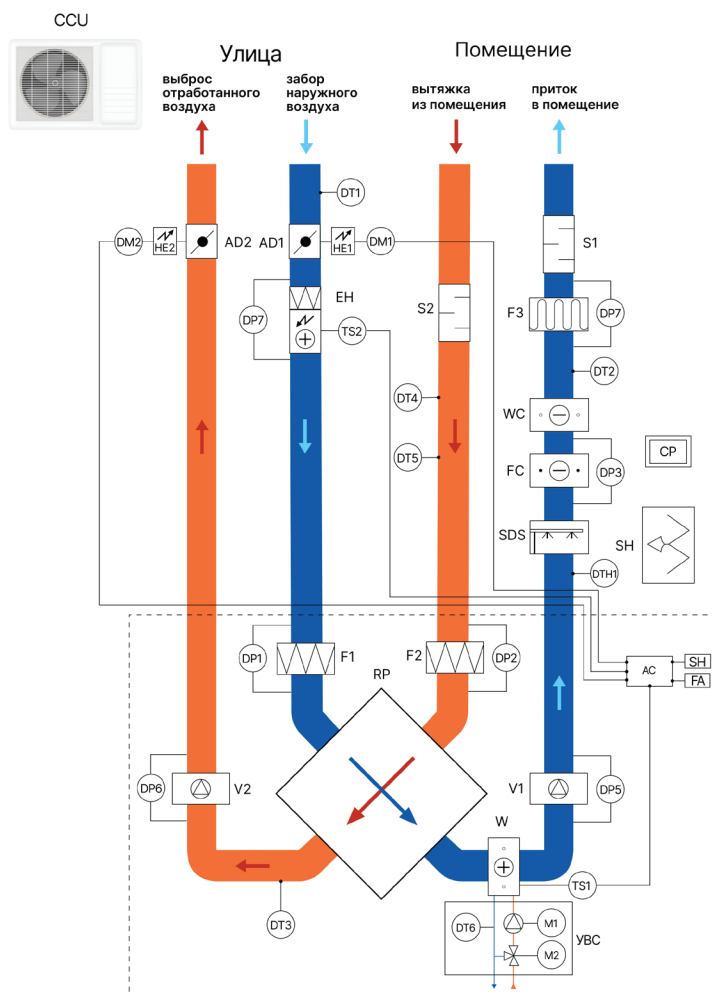 CCU
Улица
Помещение
выброс
отработанного
воздуха
забор
наружного
воздуха
вытяжка
из помещения
приток
в помещение
DT1
DM2
HE2
AD2
AD1
HE1
DM1
S1
EH
DP7
TS2
S2
F3
DP7
DT2
DT4
WC
DT5
FC
DP3
CP
SDS
SH
DTH1
DP1
F1
F2
DP2
RP
AC
SH
FA
DP6
V2
V1
DP5
W
TS1
DT3
DT6
M1
УВС
M2